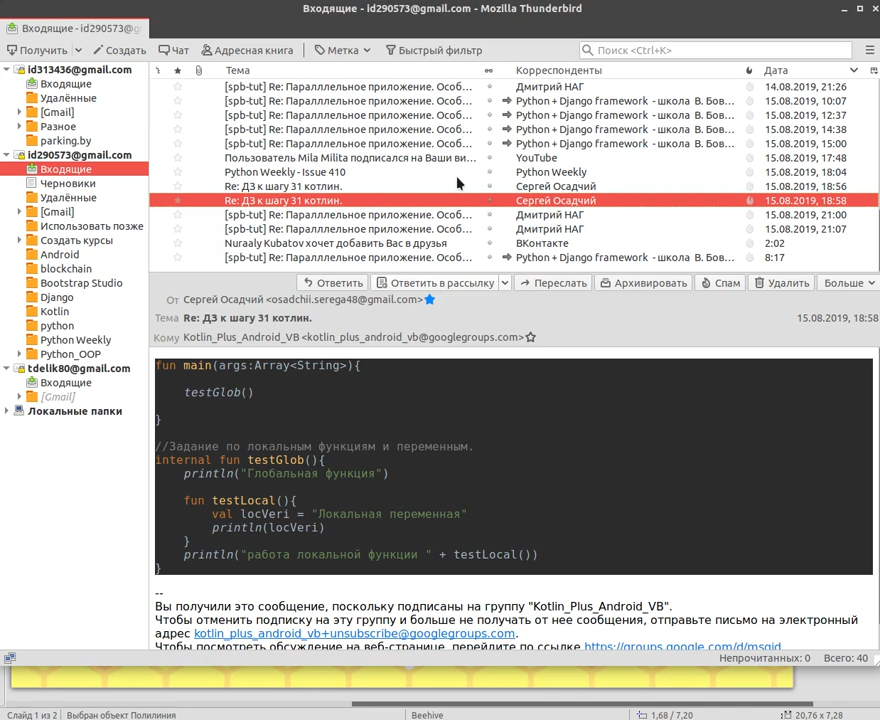 Входящие - id290573@gmail.com - Mozilla Thunderbird
Входящие - id290573@gmail.c
Получить Создать Чат Адресная книга Метка Быстрый фильтр Поиск <Ctrl+K>
id313436@gmail.com
Входящие
Удалённые
[Gmail]
Разное
parking.by
id290573@gmail.com
Входящие
Черновики
Удалённые
[Gmail]
Использовать позже
Создать курсы
Android
blockchain
Bootstrap Studio
Django
Kotlin
python
Python Weekly
Python_OOP
tdelik80@gmail.com
Входящие
[Gmail]
Локальные папки
Тема Корреспонденты Дата
[spb-tut] Re: Параллельное приложение. Особ… Дмитрий НАГ 14.08.2019, 21:26
[spb-tut] Re: Параллельное приложение. Особ… Python + Django framework - школа В. Бов… 15.08.2019, 10:07
[spb-tut] Re: Параллельное приложение. Особ… Python + Django framework - школа В. Бов… 15.08.2019, 12:37
[spb-tut] Re: Параллельное приложение. Особ… Python + Django framework - школа В. Бов… 15.08.2019, 14:38
[spb-tut] Re: Параллельное приложение. Особ… Python + Django framework - школа В. Бов… 15.08.2019, 15:00
Пользователь Mila Milita подписался на Ваши ви… YouTube 15.08.2019, 17:48
Python Weekly - Issue 410 Python Weekly 15.08.2019, 18:04
Re: ДЗ к шагу 31 котлин. Сергей Осадчий 15.08.2019, 18:56
Re: ДЗ к шагу 31 котлин. Сергей Осадчий 15.08.2019, 18:58
[spb-tut] Re: Параллельное приложение. Особ… Дмитрий НАГ 15.08.2019, 21:00
[spb-tut] Re: Параллельное приложение. Особ… Дмитрий НАГ 15.08.2019, 21:07
Nuraaly Kubatov хочет добавить Вас в друзья ВКонтакте 2:02
[spb-tut] Re: Параллельное приложение. Особ… Python + Django framework - школа В. Бов… 8:17
Ответить Ответить в рассылку Переслать Архивировать Спам Удалить Больше
От Сергей Осадчий <osadchii.serega48@gmail.com>
Тема Re: ДЗ к шагу 31 котлин. 15.08.2019, 18:58
Кому Kotlin_Plus_Android_VB <kotlin_plus_android_vb@googlegroups.com>
fun main(args:Array<String>){
testGlob()
}
//Задание по локальным функциям и переменным.
internal fun testGlob(){
println("Глобальная функция")
fun testLocal(){
val locVeri = "Локальная переменная"
println(locVeri)
}
println("работа локальной функции " + testLocal())
}
--
Вы получили это сообщение, поскольку подписаны на группу "Kotlin_Plus_Android_VB".
Чтобы отменить подписку на эту группу и больше не получать от нее сообщения, отправьте письмо на электронный
адрес kotlin_plus_android_vb+unsubscribe@googlegroups.com.
Чтобы посмотреть обсуждение на веб-странице, перейдите по ссылке https://groups.google.com/d/msgid
Непрочитанных: 0 Всего: 40
Слайд 1 из 2 Выбран объект Полилиния Beehive 1,68 / 7,20 20,76 x 7,28